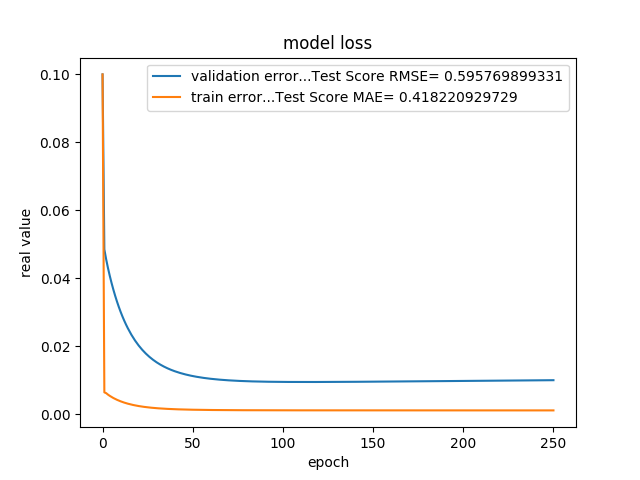 model loss
validation error...Test Score RMSE= 0.595769899331
train error...Test Score MAE= 0.418220929729
real value
0.10
0.08
0.06
0.04
0.02
0.00
0 50 100 150 200 250
epoch